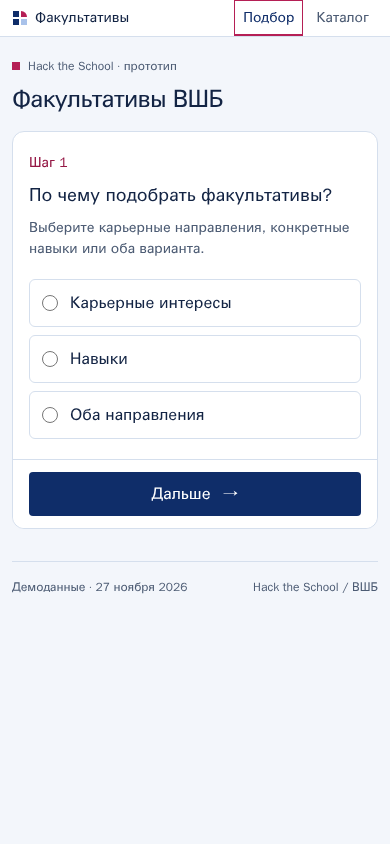 Факультативы
Подбор
Каталог
Hack the School · прототип
Факультативы ВШБ
Шаг 1
По чему подобрать факультативы?
Выберите карьерные направления, конкретные
навыки или оба варианта.
Карьерные интересы
Навыки
Оба направления
Дальше →
Демоданные · 27 ноября 2026
Hack the School / ВШБ